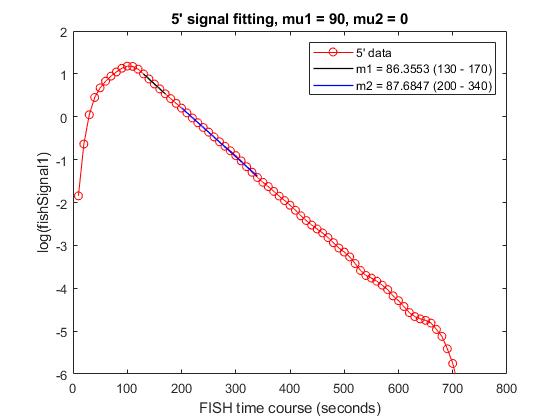 5' signal fitting, mu1 = 90, mu2 = 0
5' data
m1 = 86.3553 (130 - 170)
m2 = 87.6847 (200 - 340)
log(fishSignal1)
2
1
0
-1
-2
-3
-4
-5
-6
0 100 200 300 400 500 600 700 800
FISH time course (seconds)